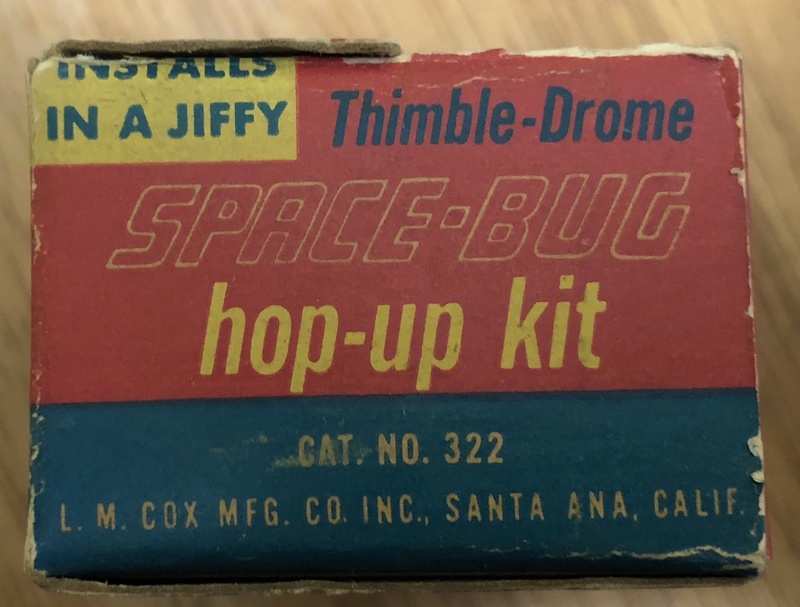 INSTALLS
IN A JIFFY
Thimble-Drome
SPACE-BUG
hop-up kit
CAT. NO. 322
L. M. COX MFG. CO. INC., SANTA ANA, CALIF.